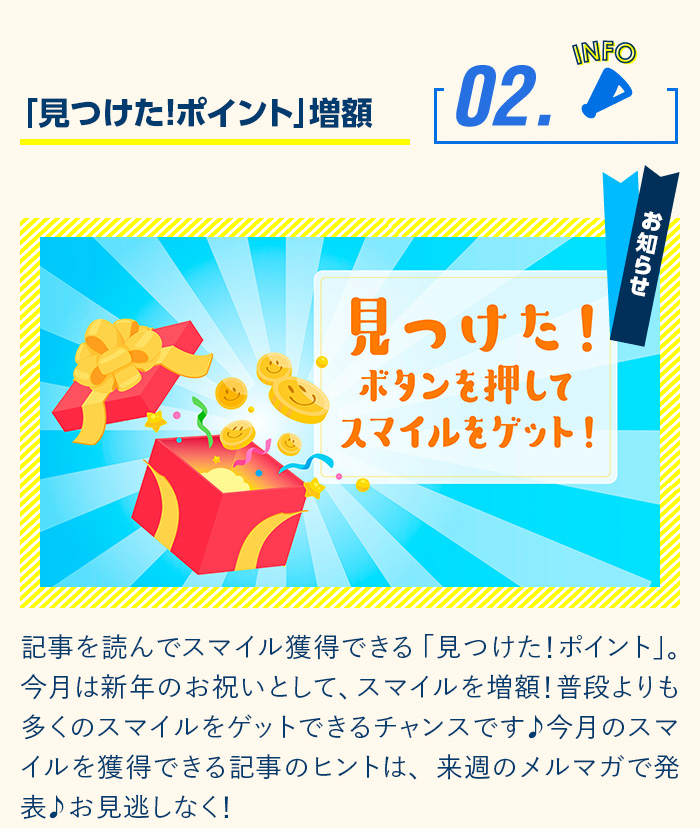 INFO
02.
「見つけた!ポイント」増額
お知らせ
見つけた!
ボタンを押して
スマイルをゲット!
記事を読んでスマイル獲得できる「見つけた!ポイント」。
今月は新年のお祝いとして、スマイルを増額!普段よりも
多くのスマイルをゲットできるチャンスです♪今月のスマ
イルを獲得できる記事のヒントは、来週のメルマガで発
表♪お見逃しなく!